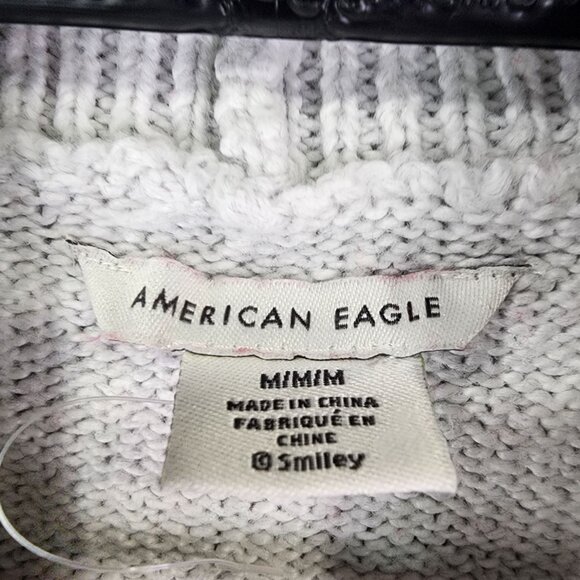 AMERICAN EAGLE
M/M/M
MADE IN CHINA
FABRIQUÉ EN
CHINE
© Smiley